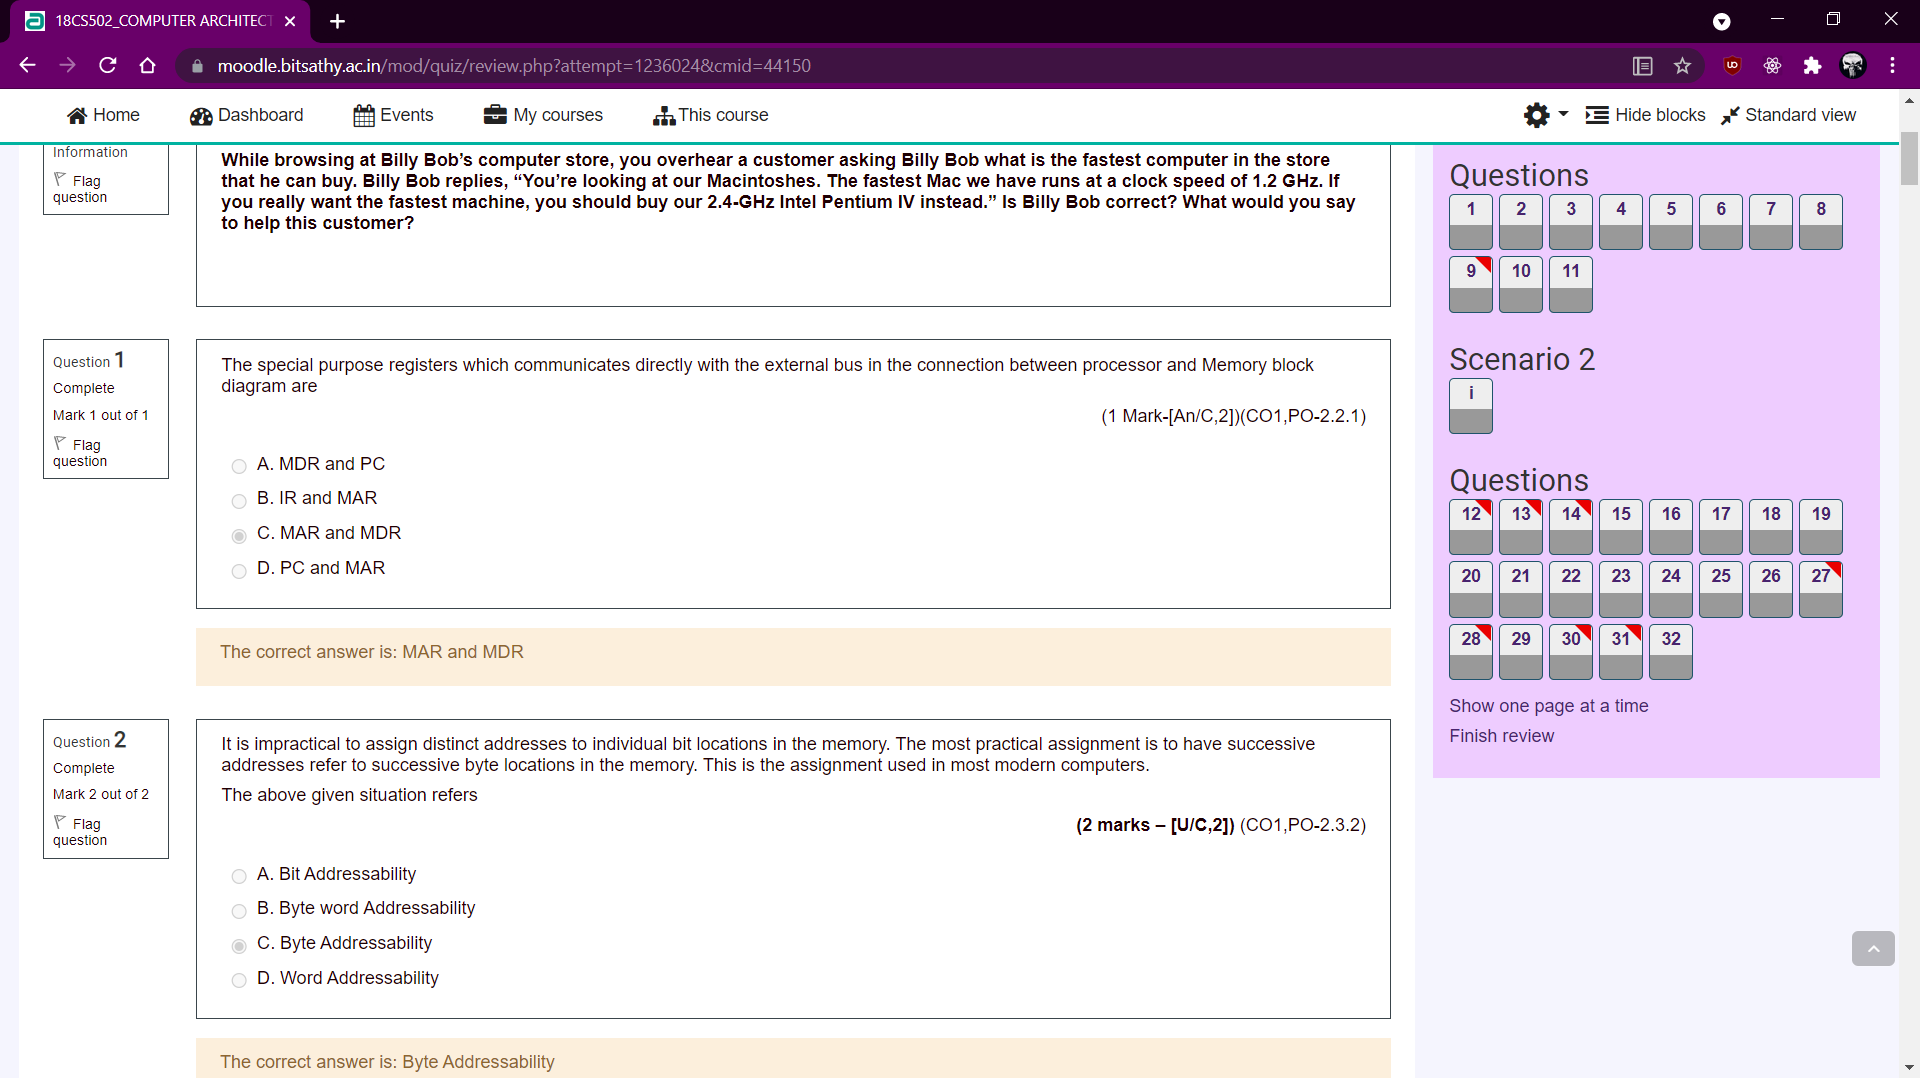 18CS502_COMPUTER ARCHITECT
moodle.bitsathy.ac.in/mod/quiz/review.php?attempt=1236024&cmid=44150
Home
Dashboard
Events
My courses
This course
Hide blocks
Standard view
Information
Flag
question
While browsing at Billy Bob’s computer store, you overhear a customer asking Billy Bob what is the fastest computer in the store
that he can buy. Billy Bob replies, “You’re looking at our Macintoshes. The fastest Mac we have runs at a clock speed of 1.2 GHz. If
you really want the fastest machine, you should buy our 2.4-GHz Intel Pentium IV instead.” Is Billy Bob correct? What would you say
to help this customer?
Question 1
Complete
Mark 1 out of 1
Flag
question
The special purpose registers which communicates directly with the external bus in the connection between processor and Memory block
diagram are
(1 Mark-[An/C,2])(CO1,PO-2.2.1)
A. MDR and PC
B. IR and MAR
C. MAR and MDR
D. PC and MAR
The correct answer is: MAR and MDR
Question 2
Complete
Mark 2 out of 2
Flag
question
It is impractical to assign distinct addresses to individual bit locations in the memory. The most practical assignment is to have successive
addresses refer to successive byte locations in the memory. This is the assignment used in most modern computers.
The above given situation refers
(2 marks – [U/C,2]) (CO1,PO-2.3.2)
A. Bit Addressability
B. Byte word Addressability
C. Byte Addressability
D. Word Addressability
The correct answer is: Byte Addressability
Questions
1 2 3 4 5 6 7 8
9 10 11
Scenario 2
i
Questions
12 13 14 15 16 17 18 19
20 21 22 23 24 25 26 27
28 29 30 31 32
Show one page at a time
Finish review